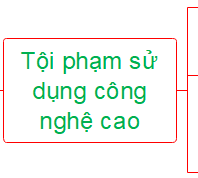 Tội phạm sử
dụng công
nghệ cao